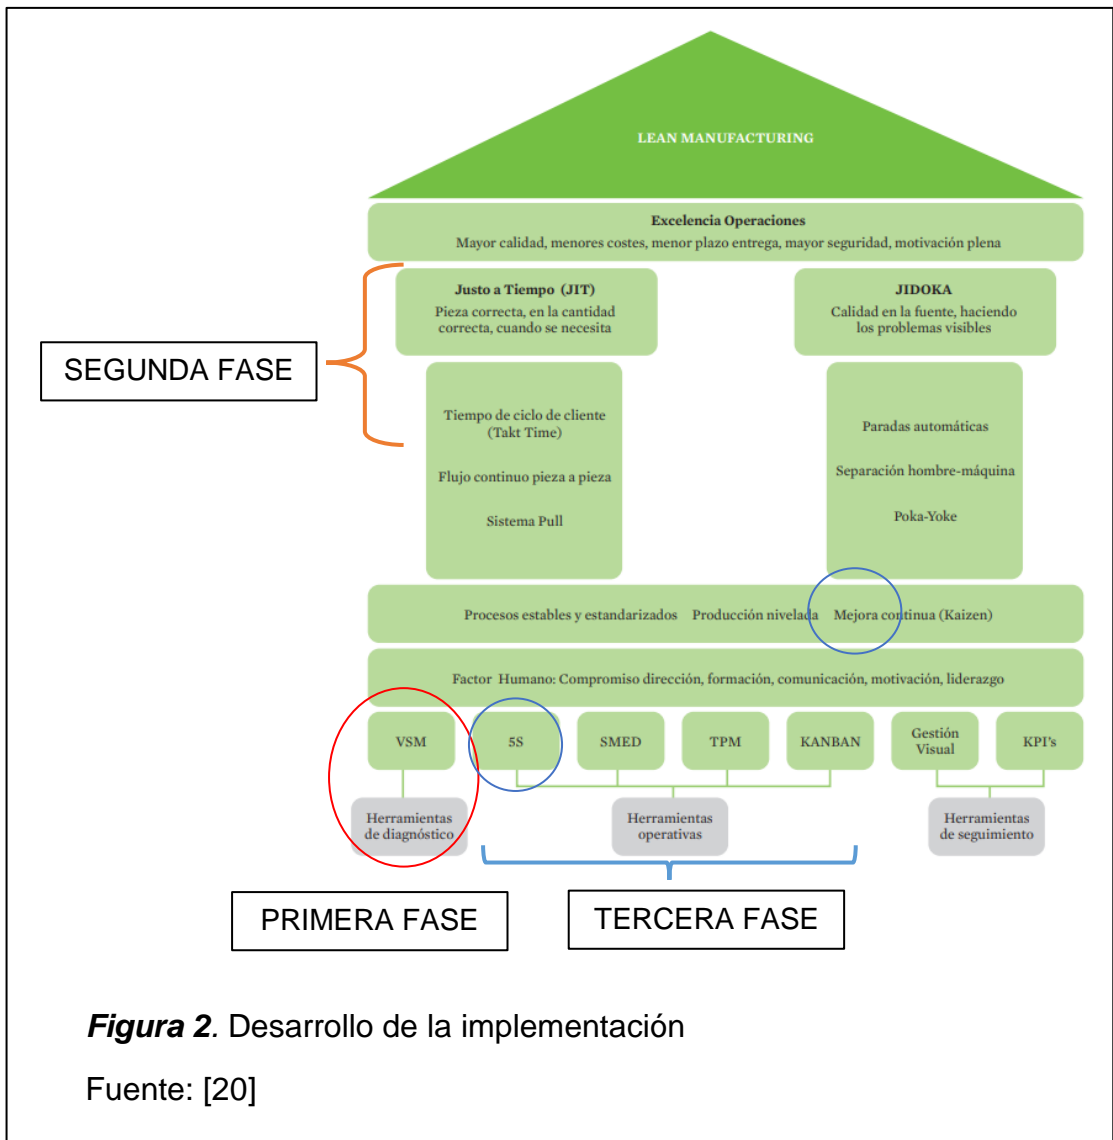 LEAN MANUFACTURING
Excelencia Operaciones
Mayor calidad, menores costes, menor plazo entrega, mayor seguridad, motivación plena
Justo a Tiempo (JIT)
Pieza correcta, en la cantidad
correcta, cuando se necesita
JIDOKA
Calidad en la fuente, haciendo
los problemas visibles
SEGUNDA FASE
Tiempo de ciclo de cliente
(Takt Time)
Flujo continuo pieza a pieza
Sistema Pull
Paradas automáticas
Separación hombre-máquina
Poka-Yoke
Procesos estables y estandarizados Producción nivelada Mejora continua (Kaizen)
Factor Humano: Compromiso dirección, formación, comunicación, motivación, liderazgo
VSM
5S
SMED
TPM
KANBAN
Gestión
Visual
KPI's
Herramientas
de diagnóstico
Herramientas
operativas
Herramientas
de seguimiento
PRIMERA FASE
TERCERA FASE
Figura 2. Desarrollo de la implementación
Fuente: [20]